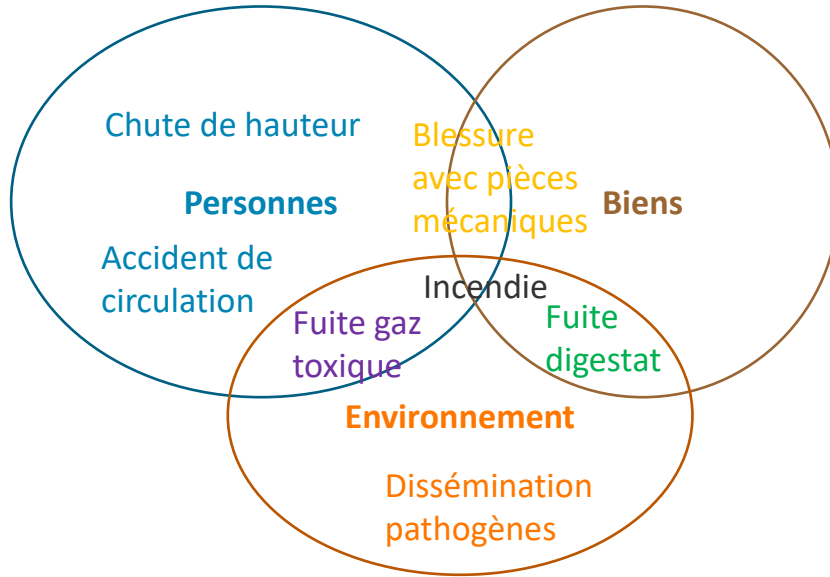 Chute de hauteur
Blessure
avec pièces
mécaniques
Personnes
Biens
Accident de
circulation
Incendie
Fuite gaz
toxique
Fuite
digestat
Environnement
Dissémination
pathogènes